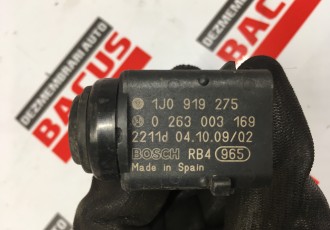 DEZMEMBRARI AUTO
BACUS
1J0 919 275
0 263 003 169
2211d 04.10.09/02
BOSCH RB4 965
Made in Spain
DEZMEMBRARI
BACUS